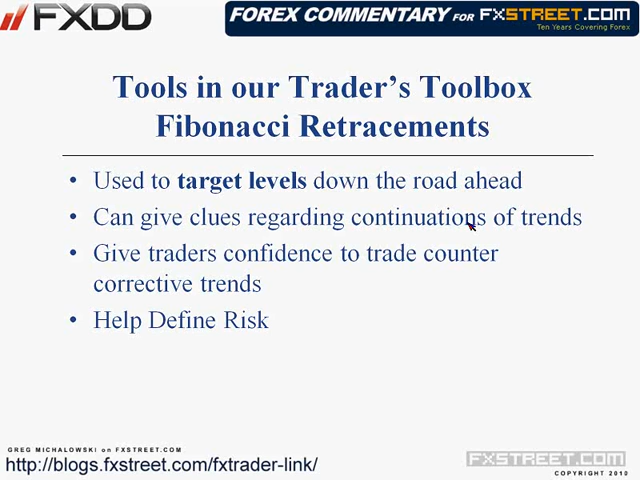 FXDD
FOREX COMMENTARY FOR FXSTREET.COM
Ten Years Covering Forex
Tools in our Trader's Toolbox
Fibonacci Retracements
• Used to target levels down the road ahead
• Can give clues regarding continuations of trends
• Give traders confidence to trade counter
corrective trends
• Help Define Risk
GREG MICHALOWSKI on FXSTREET.COM
http://blogs.fxstreet.com/fxtrader-link/
FXSTREET.COM
COPYRIGHT 2010